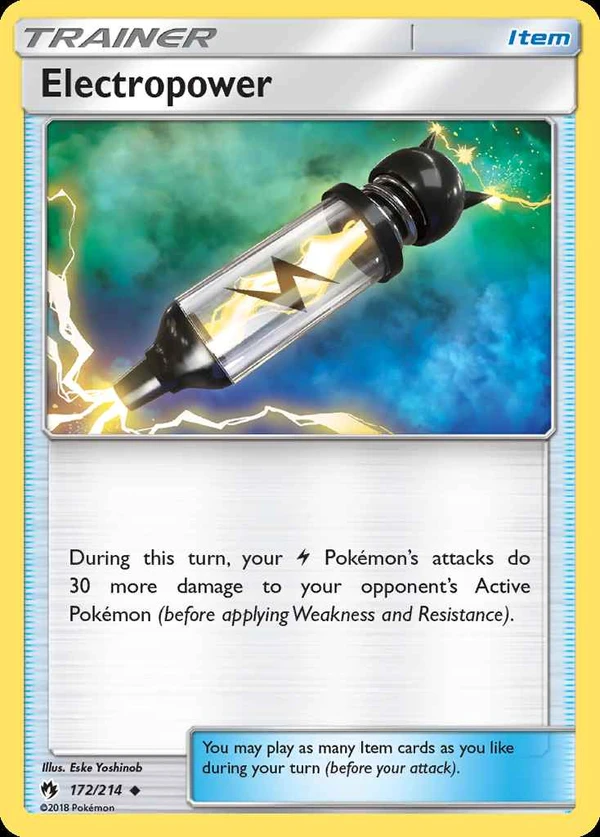 TRAINER
Item
Electropower
During this turn, your Pokémon's attacks do
30 more damage to your opponent's Active
Pokémon (before applying Weakness and Resistance).
You may play as many Item cards as you like
during your turn (before your attack).
Illus. Eske Yoshinob
172/214
©2018 Pokémon